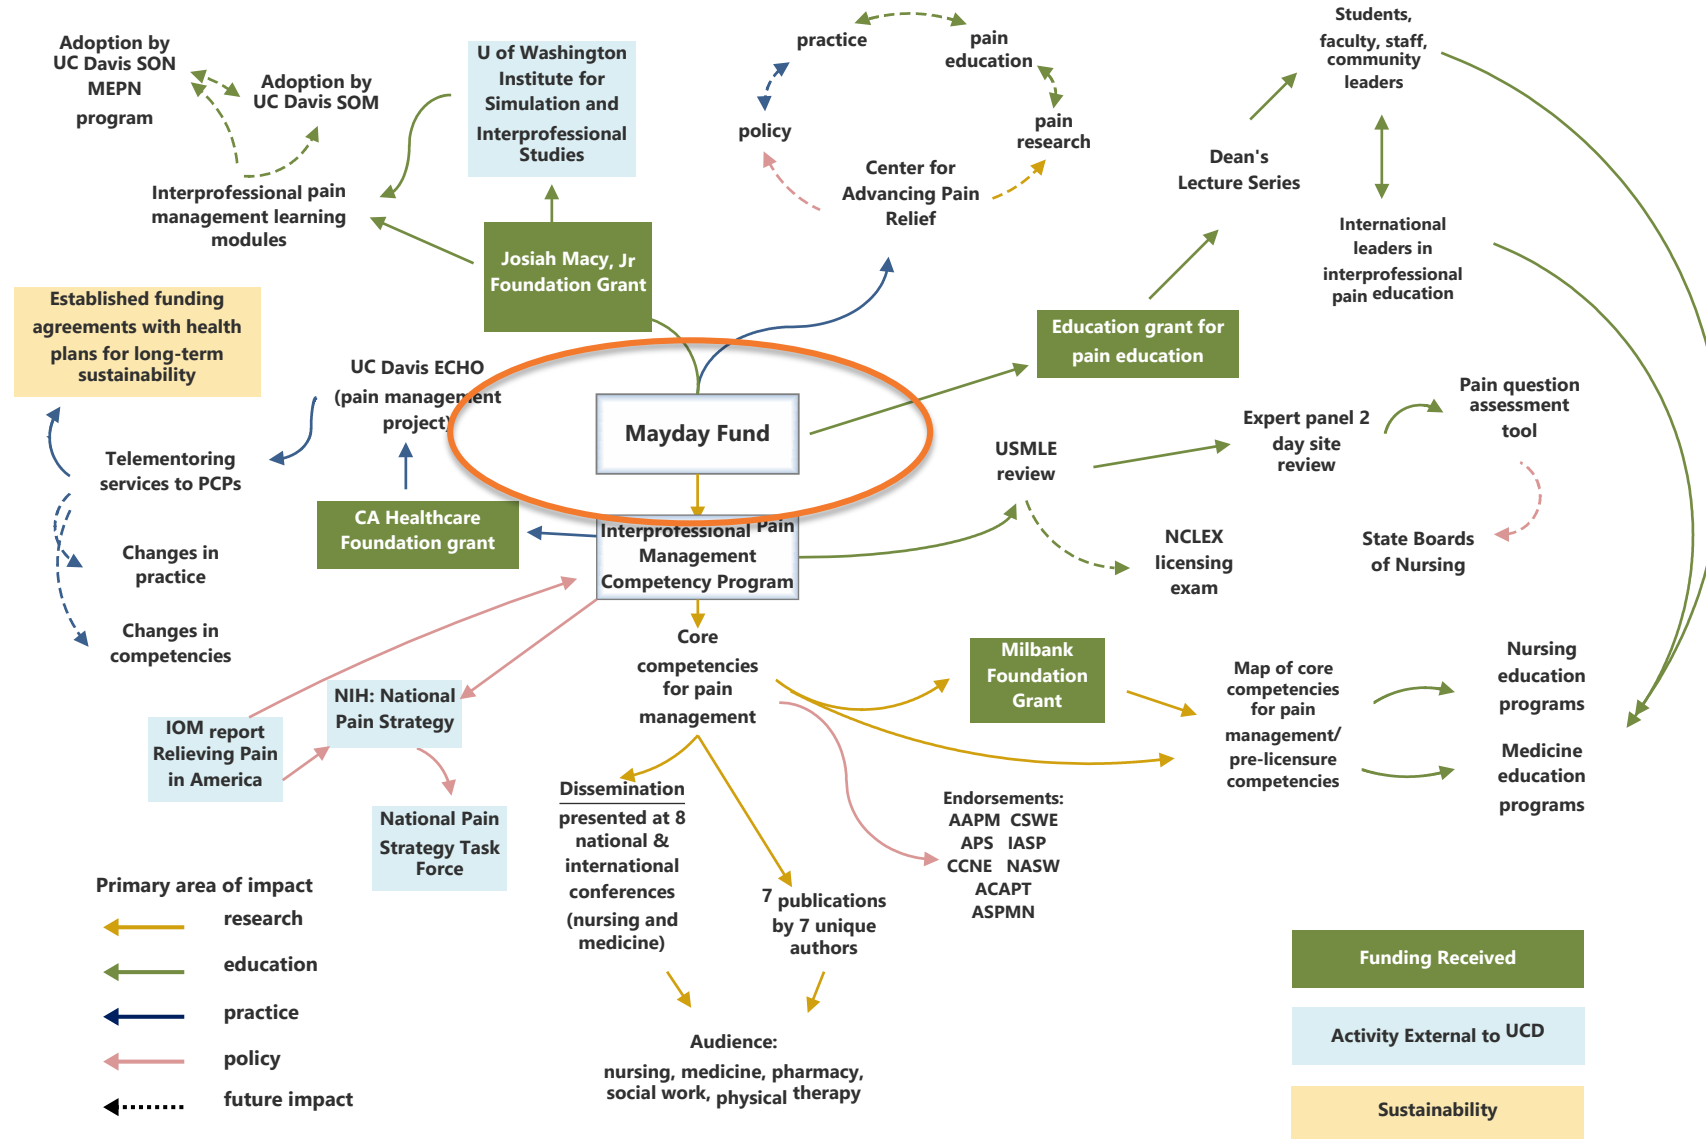 Adoption by
UC Davis SON
MEPN
program
Adoption by
UC Davis SOM
Interprofessional pain
management learning
modules
U of Washington
Institute for
Simulation and
Interprofessional
Studies
Josiah Macy, Jr
Foundation Grant
practice
pain
education
policy
pain
research
Center for
Advancing Pain
Relief
Students,
faculty, staff,
community
leaders
Dean's
Lecture Series
International
leaders in
interprofessional
pain education
Education grant for
pain education
Established funding
agreements with health
plans for long-term
sustainability
UC Davis ECHO
(pain management
project)
Mayday Fund
Telementoring
services to PCPs
CA Healthcare
Foundation grant
Changes in
practice
Changes in
competencies
Interprofessional Pain
Management
Competency Program
USMLE
review
Expert panel 2
day site
review
Pain question
assessment
tool
NCLEX
licensing
exam
State Boards
of Nursing
Core
competencies
for pain
management
Milbank
Foundation
Grant
Map of core
competencies
for pain
management/
pre-licensure
competencies
Nursing
education
programs
Medicine
education
programs
NIH: National
Pain Strategy
IOM report
Relieving Pain
in America
National Pain
Strategy Task
Force
Dissemination
presented at 8
national &
international
conferences
(nursing and
medicine)
7 publications
by 7 unique
authors
Endorsements:
AAPM CSWE
APS IASP
CCNE NASW
ACAPT
ASPMN
Audience:
nursing, medicine, pharmacy,
social work, physical therapy
Primary area of impact
research
education
practice
policy
future impact
Funding Received
Activity External to UCD
Sustainability